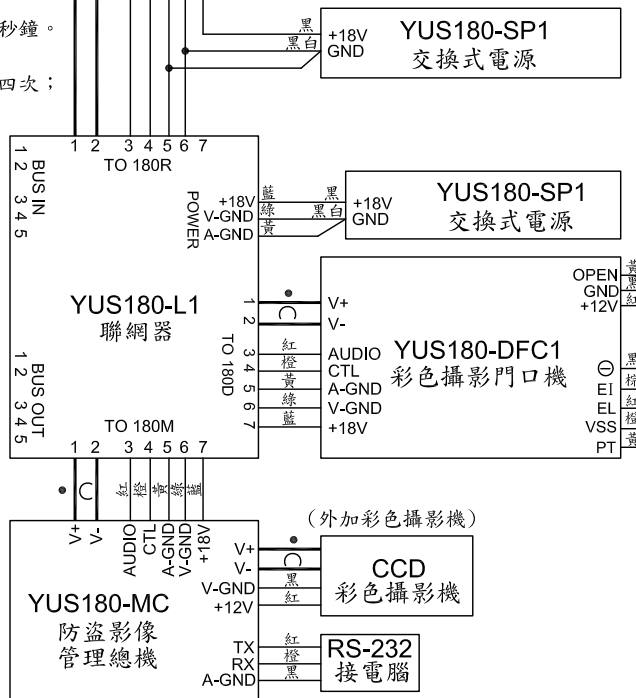 秒鐘。
四次；
黑
黑白
+18V
GND
YUS180-SP1
交換式電源
1 2 3 4 5 6 7
TO 180R
1 2 BUS IN 3 4 5
POWER
+18V
V-GND
A-GND
藍
綠
黃
黑
黑白
+18V
GND
YUS180-SP1
交換式電源
YUS180-L1
聯網器
1 2 BUS OUT 3 4 5
TO 180M
1 2 3 4 5 6 7
TO 180D
1
2
3
4
5
6
7
紅
橙
黃
綠
藍
V+
V-
AUDIO
CTL
A-GND
V-GND
+18V
YUS180-DFC1
彩色攝影門口機
OPEN
GND
+12V
EI
EL
VSS
PT
黃
黑
紅
黑
棕
紅
橙
黃
紅
橙
黃
綠
藍
V+
V-
AUDIO
CTL
A-GND
V-GND
+18V
YUS180-MC
防盜影像
管理總機
V+
V-
V-GND
+12V
黑
紅
（外加彩色攝影機）
CCD
彩色攝影機
TX
RX
A-GND
紅
橙
黑
RS-232
接電腦